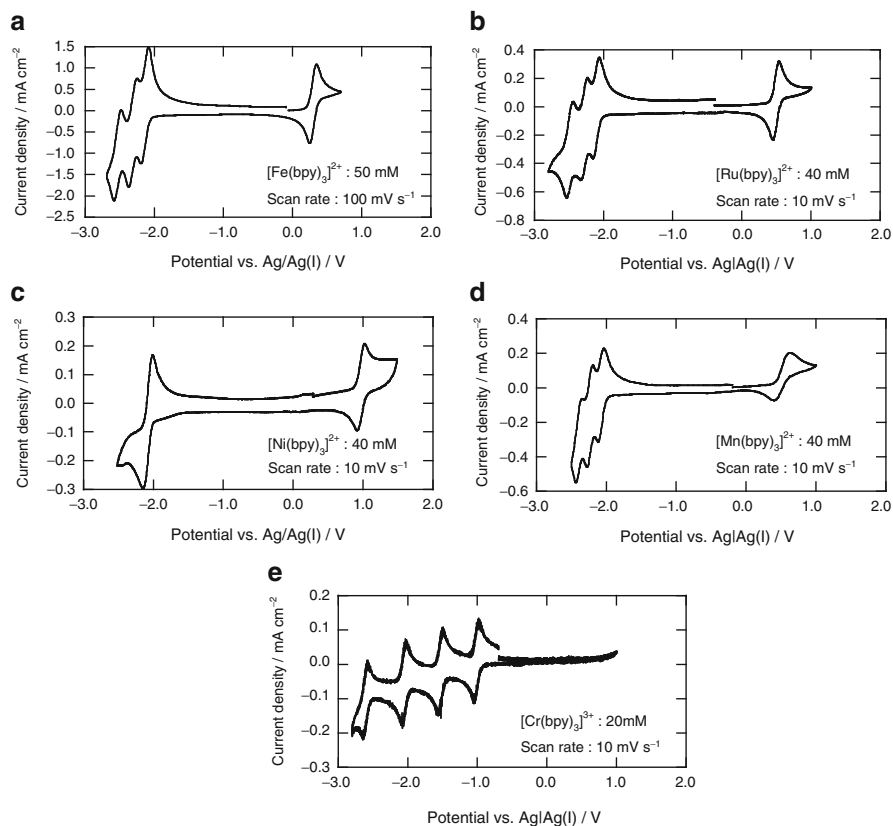 a
Current density / mA cm⁻²
1.5
1.0
0.5
0.0
−0.5
−1.0
−1.5
−2.0
−2.5
[Fe(bpy)₃]²⁺ : 50 mM
Scan rate : 100 mV s⁻¹
−3.0 −2.0 −1.0 0.0 1.0 2.0
Potential vs. Ag/Ag(I) / V
b
Current density / mA cm⁻²
0.4
0.2
0.0
−0.2
−0.4
−0.6
−0.8
[Ru(bpy)₃]²⁺ : 40 mM
Scan rate : 10 mV s⁻¹
−3.0 −2.0 −1.0 0.0 1.0 2.0
Potential vs. Ag|Ag(I) / V
c
Current density / mA cm⁻²
0.3
0.2
0.1
0.0
−0.1
−0.2
−0.3
[Ni(bpy)₃]²⁺ : 40 mM
Scan rate : 10 mV s⁻¹
−3.0 −2.0 −1.0 0.0 1.0 2.0
Potential vs. Ag/Ag(I) / V
d
Current density / mA cm⁻²
0.4
0.2
0.0
−0.2
−0.4
−0.6
[Mn(bpy)₃]²⁺ : 40 mM
Scan rate : 10 mV s⁻¹
−3.0 −2.0 −1.0 0.0 1.0 2.0
Potential vs. Ag|Ag(I) / V
e
Current density / mA cm⁻²
0.2
0.1
0.0
−0.1
−0.2
−0.3
[Cr(bpy)₃]³⁺ : 20mM
Scan rate : 10 mV s⁻¹
−3.0 −2.0 −1.0 0.0 1.0 2.0
Potential vs. Ag|Ag(I) / V